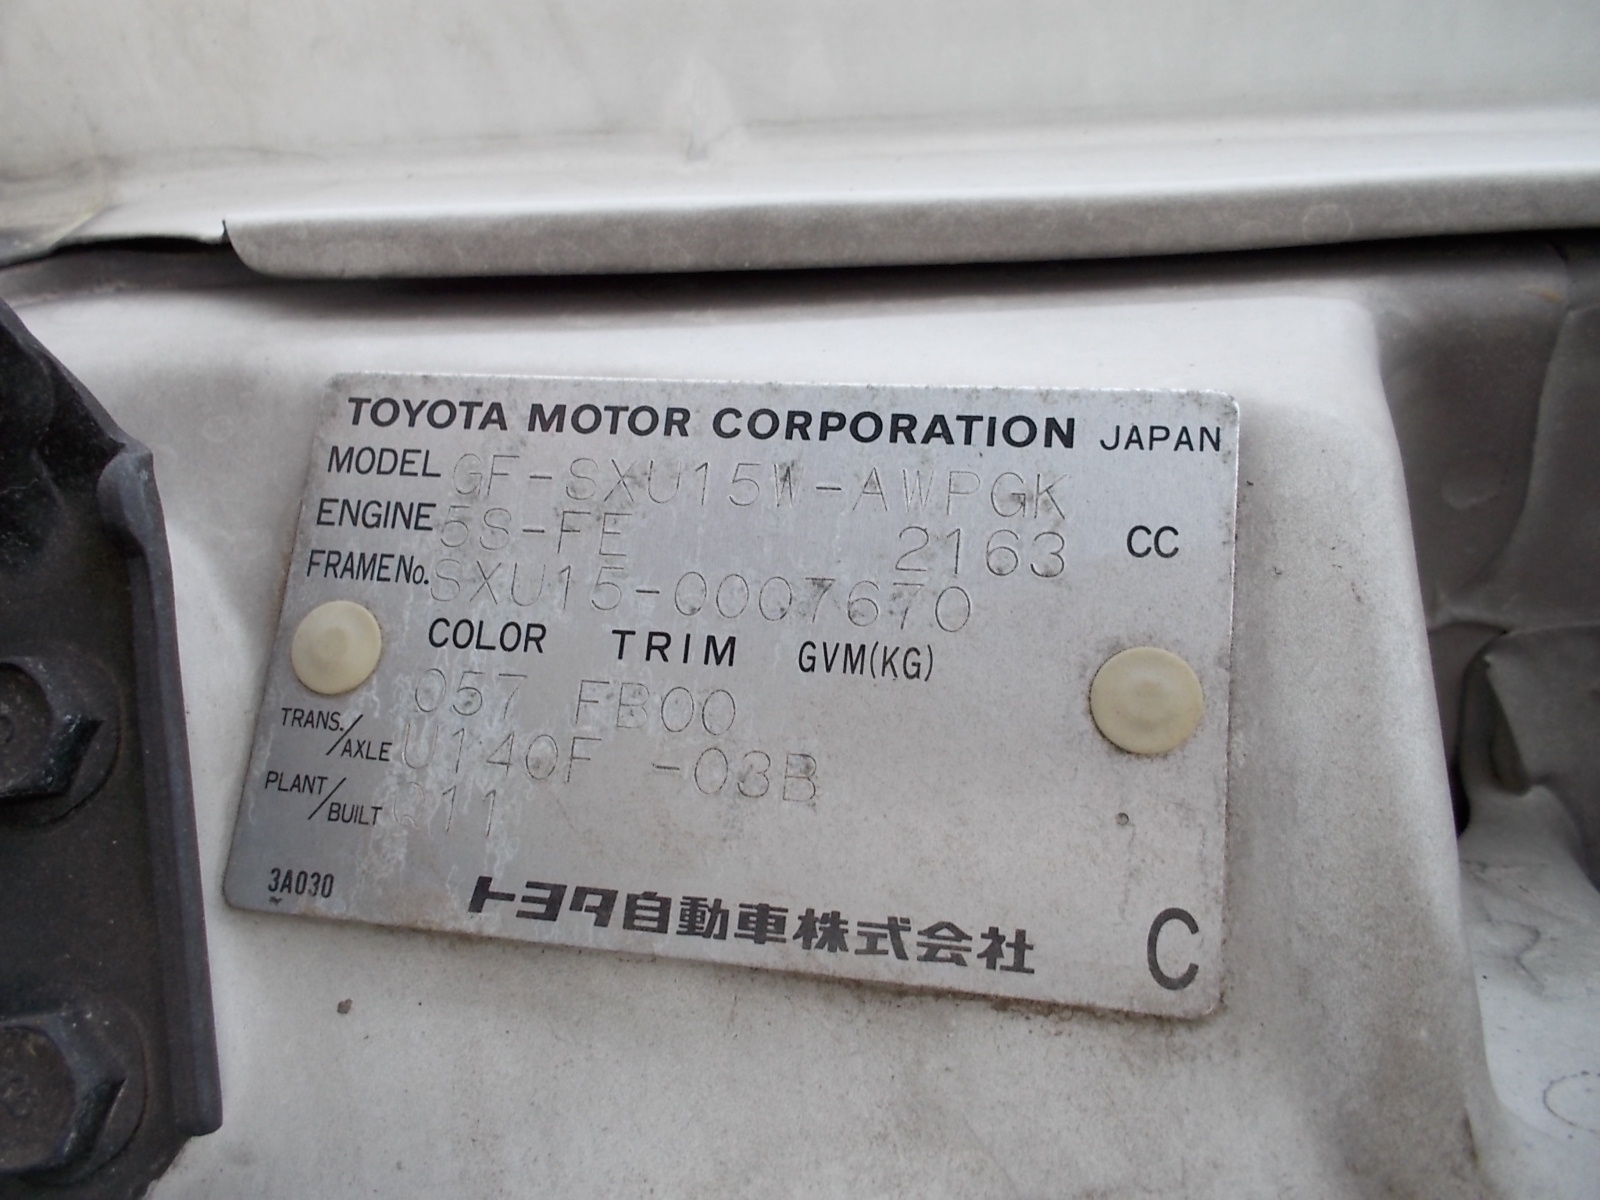 TOYOTA MOTOR CORPORATION JAPAN
MODEL GF-SXU15W-AWPGK
ENGINE 5S-FE 2163 CC
FRAME No. SXU15-0007670
COLOR TRIM GVM(KG)
057 FB00
TRANS./AXLE U140F -03B
PLANT/BUILT Q11
3A030
トヨタ自動車株式会社 C